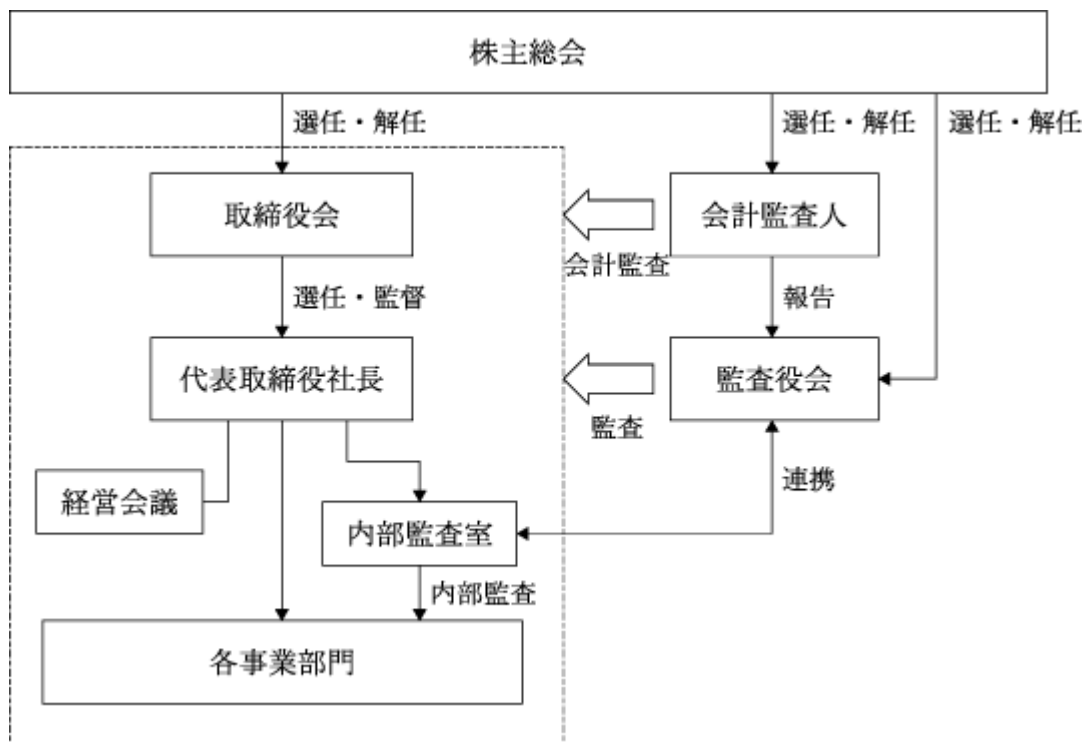 株主総会
選任・解任
選任・解任
選任・解任
取締役会
会計監査人
会計監査
選任・監督
報告
代表取締役社長
監査役会
監査
経営会議
連携
内部監査室
内部監査
各事業部門